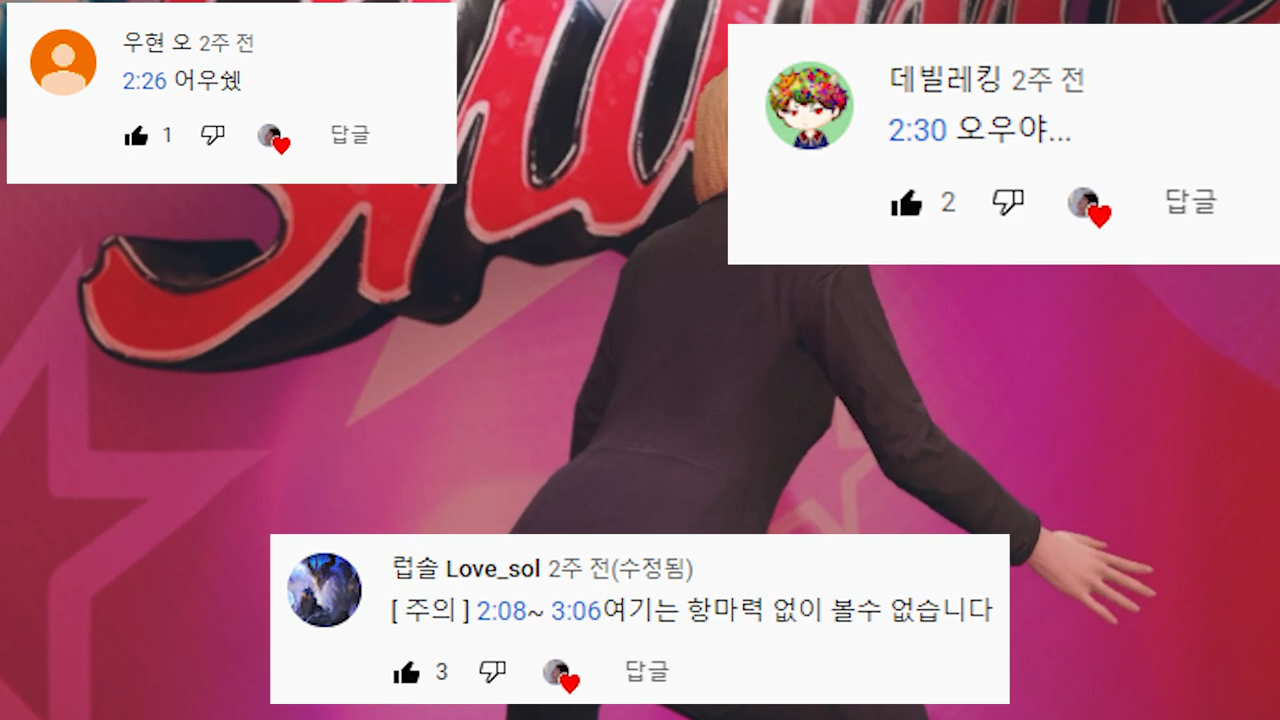 우현 오 2주 전
2:26 어우쉤
1
답글
데빌레킹 2주 전
2:30 오우야...
2
답글
럽솔 Love_sol 2주 전(수정됨)
[ 주의 ] 2:08~ 3:06여기는 항마력 없이 볼수 없습니다
3
답글